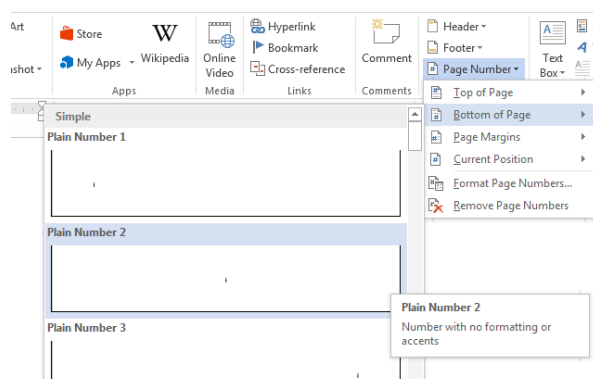 Art
Store
My Apps
Wikipedia
Online
Video
Hyperlink
Bookmark
Cross-reference
Comment
Header
Footer
Page Number
Text
Box
nshot
Apps
Media
Links
Comments
Top of Page
Bottom of Page
Page Margins
Current Position
Format Page Numbers...
Remove Page Numbers
Simple
Plain Number 1
Plain Number 2
Plain Number 3
Plain Number 2
Number with no formatting or
accents